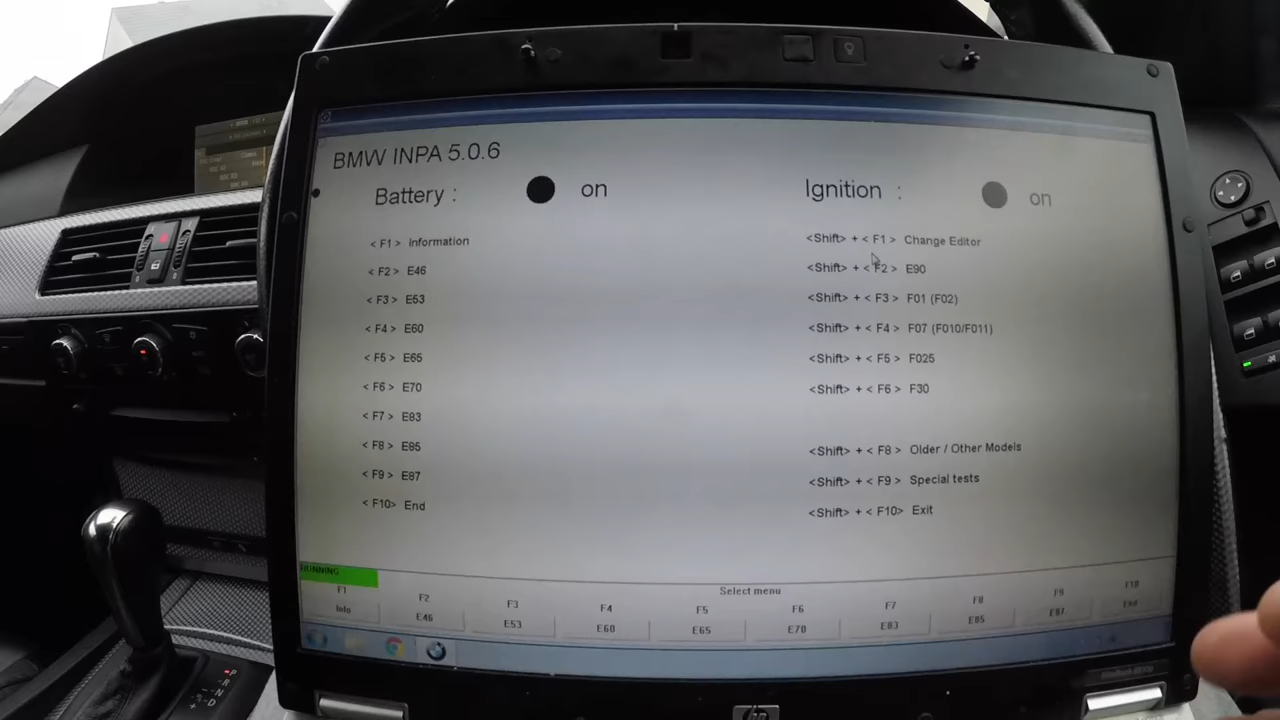 BMW INPA 5.0.6
Battery : on
Ignition : on
< F1 > Information
< F2 > E46
< F3 > E53
< F4 > E60
< F5 > E65
< F6 > E70
< F7 > E83
< F8 > E85
< F9 > E87
< F10> End
<Shift> + < F1 > Change Editor
<Shift> + < F2 > E90
<Shift> + < F3 > F01 (F02)
<Shift> + < F4 > F07 (F010/F011)
<Shift> + < F5 > F025
<Shift> + < F6 > F30
<Shift> + < F8 > Older / Other Models
<Shift> + < F9 > Special tests
<Shift> + < F10> Exit
RUNNING
Select menu
F1 F2 F3 F4 F5 F6 F7 F8 F9 F10
Info E46 E53 E60 E65 E70 E83 E85 E87 End
hp
P
R
N
D